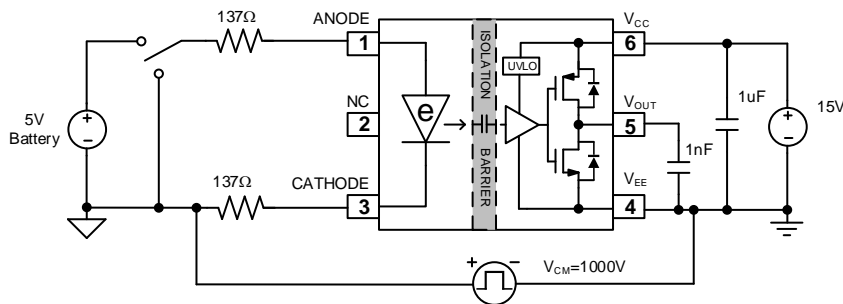 137Ω
ANODE
1
ISOLATION
BARRIER
UVLO
e
VCC
6
NC
2
VOUT
5
1uF
15V
5V
Battery
1nF
137Ω
CATHODE
3
VEE
4
VCM=1000V